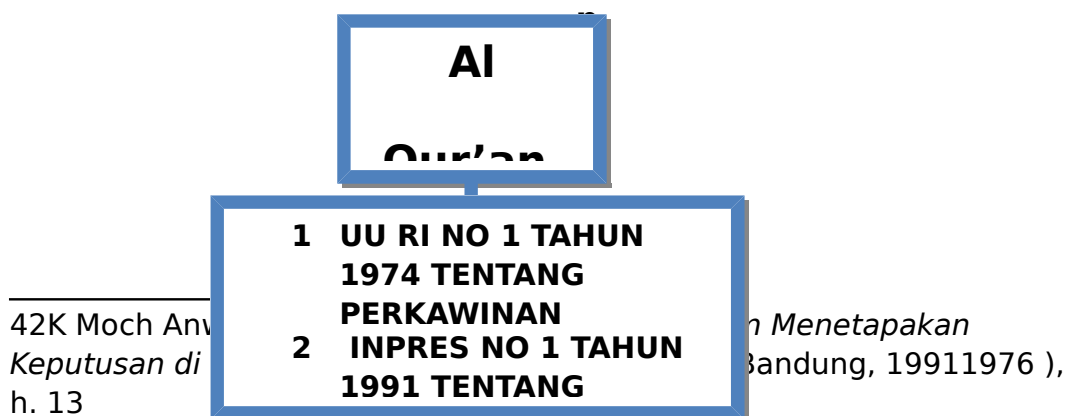 Al
Qur’an
1 UU RI NO 1 TAHUN
1974 TENTANG
PERKAWINAN
2 INPRES NO 1 TAHUN
1991 TENTANG
42K Moch Menetapakan
Keputusan di Bandung, 19911976 ),
h. 13